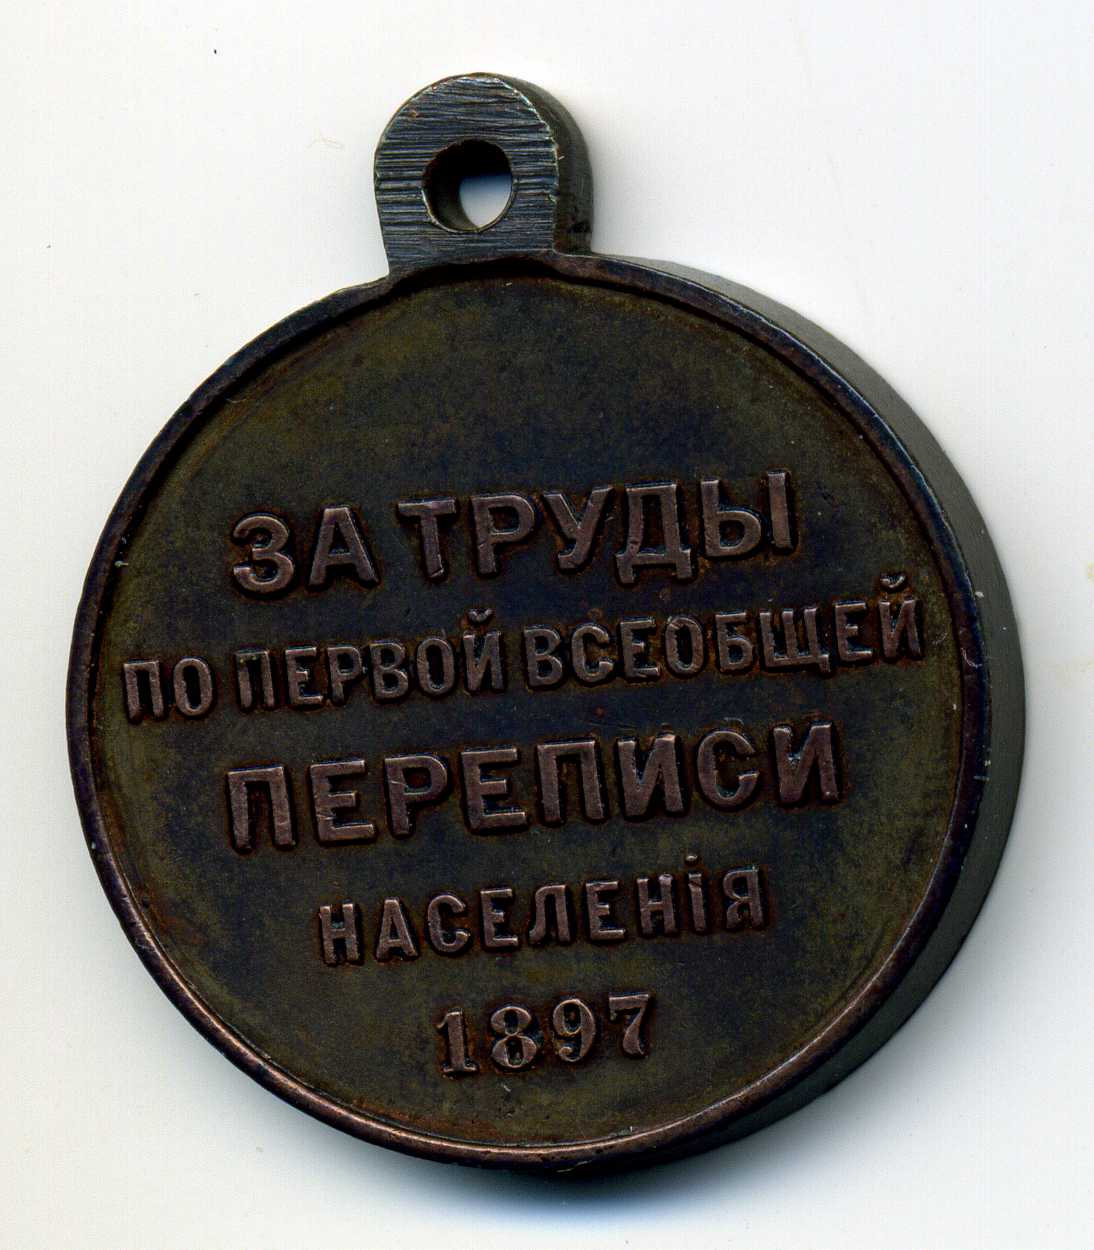 ЗА ТРУДЫ
ПО ПЕРВОЙ ВСЕОБЩЕЙ
ПЕРЕПИСИ
НАСЕЛЕНІЯ
1897